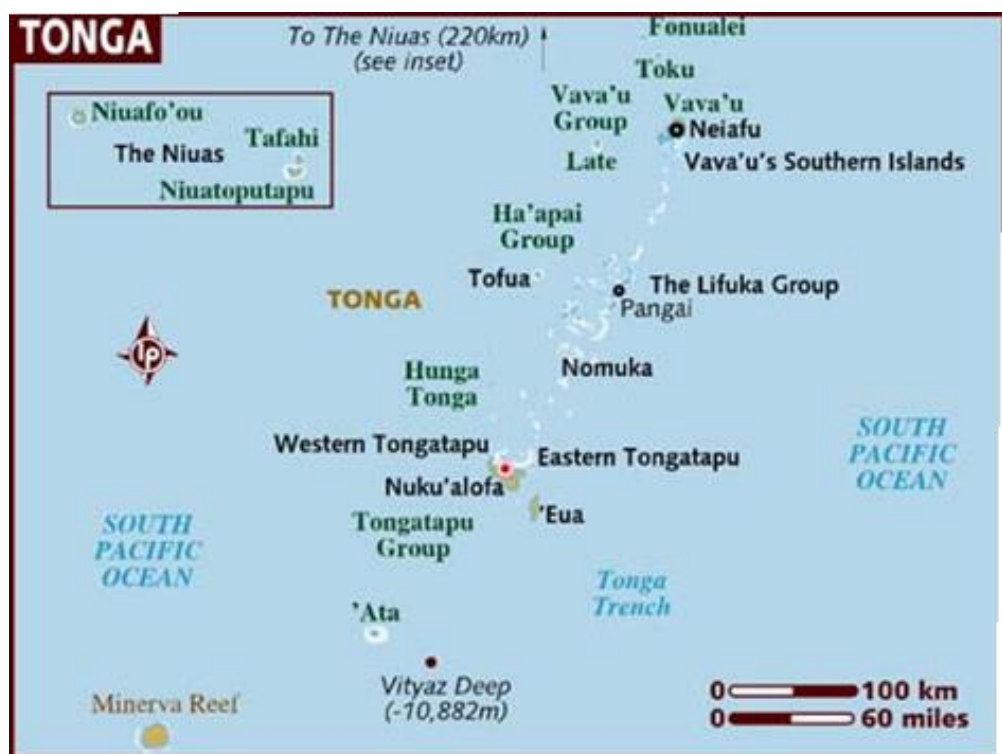 TONGA
To The Niuas (220km)
(see inset)
Fonualei
Toku
Vava'u
Group
Vava'u
Neiafu
Late
Vava'u's Southern Islands
Niuafo'ou
The Niuas
Tafahi
Niuatoputapu
Ha'apai
Group
Tofua
The Lifuka Group
Pangai
TONGA
lp
Nomuka
Hunga
Tonga
Western Tongatapu
Eastern Tongatapu
Nuku'alofa
'Eua
SOUTH
PACIFIC
OCEAN
SOUTH
PACIFIC
OCEAN
Tongatapu
Group
Tonga
Trench
'Ata
Vityaz Deep
(-10,882m)
Minerva Reef
0 100 km
0 60 miles